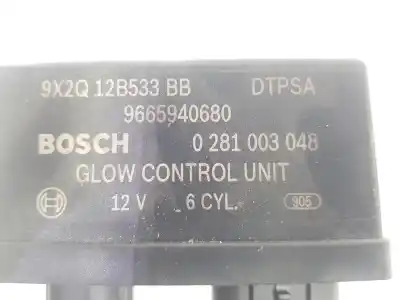 9X2Q 12B533 BB DTPSA
9665940680
BOSCH 0 281 003 048
GLOW CONTROL UNIT
12 V 6 CYL. 905